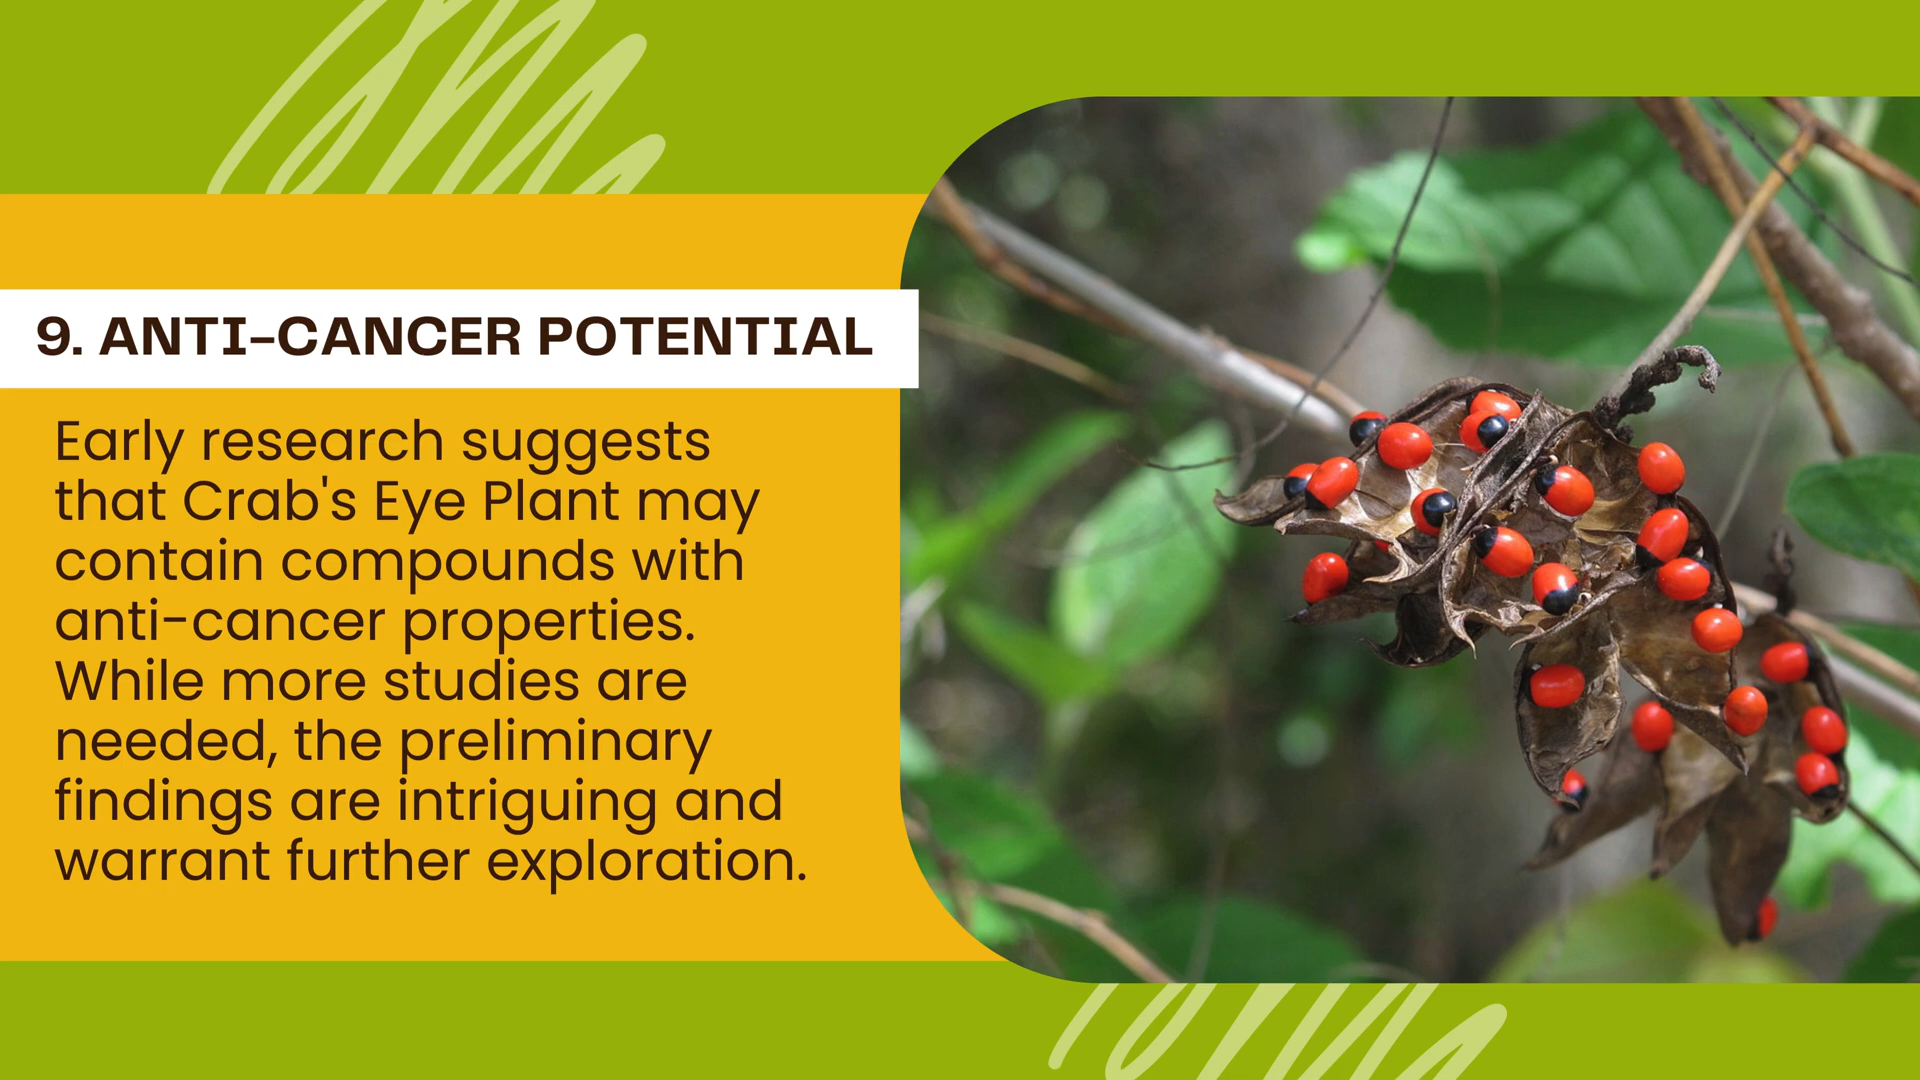 9. ANTI-CANCER POTENTIAL
Early research suggests
that Crab's Eye Plant may
contain compounds with
anti-cancer properties.
While more studies are
needed, the preliminary
findings are intriguing and
warrant further exploration.